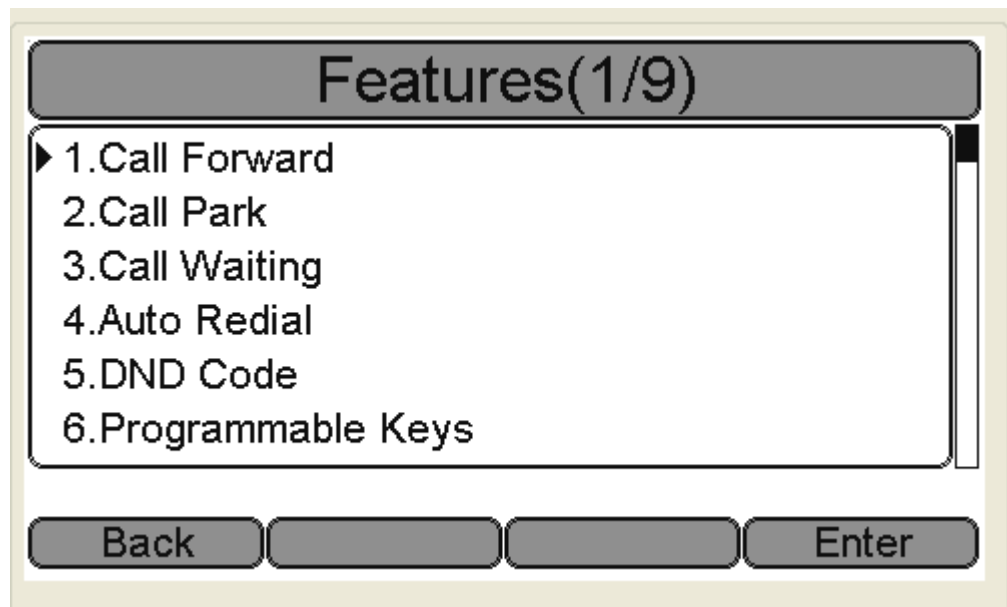 Features(1/9)
1.Call Forward
2.Call Park
3.Call Waiting
4.Auto Redial
5.DND Code
6.Programmable Keys
Back Enter